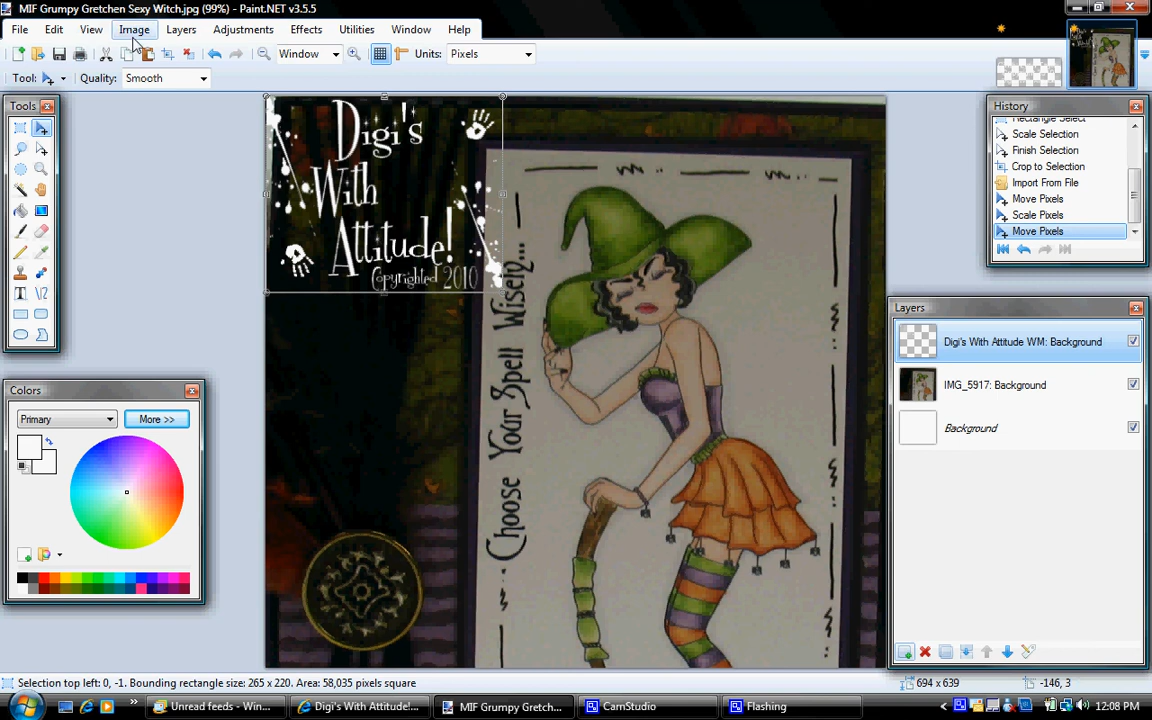 MIF Grumpy Gretchen Sexy Witch.jpg (99%) - Paint.NET v3.5.5
File Edit View Image Layers Adjustments Effects Utilities Window Help
Window Units: Pixels
Tool: Quality: Smooth
Tools
Digi's
With
Attitude!
Copyrighted 2010
Choose Your Spell Wisely...
History
Rectangle Select
Scale Selection
Finish Selection
Crop to Selection
Import From File
Move Pixels
Scale Pixels
Move Pixels
Layers
Digi's With Attitude WM: Background
IMG_5917: Background
Background
Colors
Primary More >>
Selection top left: 0, -1. Bounding rectangle size: 265 x 220. Area: 58,035 pixels square
694 x 639
-146, 3
Unread feeds - Win...
Digi's With Attitude!...
MIF Grumpy Gretch...
CamStudio
Flashing
12:08 PM